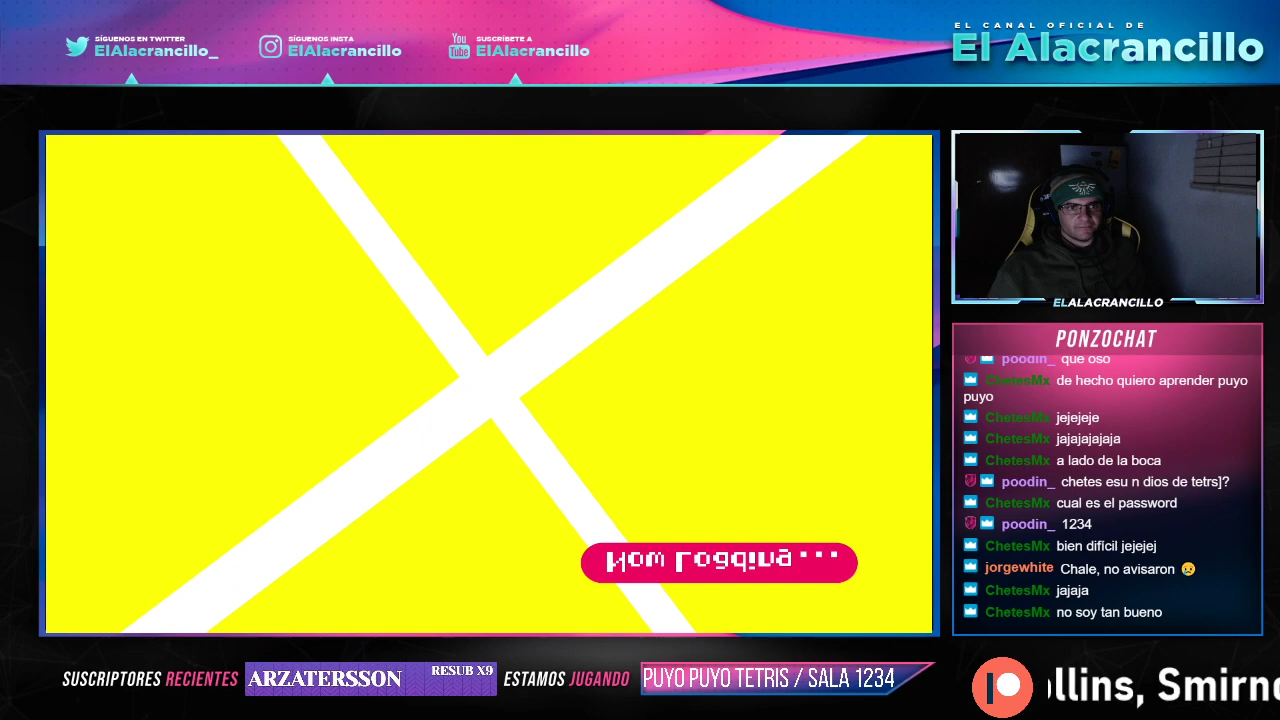 EL CANAL OFICIAL DE
El Alacrancillo
SÍGUENOS EN TWITTER
ElAlacrancillo_
SÍGUENOS INSTA
ElAlacrancillo
You
Tube
SUSCRÍBETE A
ElAlacrancillo
ELALACRANCILLO
PONZOCHAT
poodin_ que oso
ChetesMx de hecho quiero aprender puyo
puyo
ChetesMx jejejeje
ChetesMx jajajajajaja
ChetesMx a lado de la boca
poodin_ chetes esu n dios de tetrs]?
ChetesMx cual es el password
poodin_ 1234
ChetesMx bien difícil jejejej
jorgewhite Chale, no avisaron 😥
ChetesMx jajaja
ChetesMx no soy tan bueno
SUSCRIPTORES RECIENTES
ARZATERSSON
RESUB X9
ESTAMOS JUGANDO
PUYO PUYO TETRIS / SALA 1234
llins, Smirn